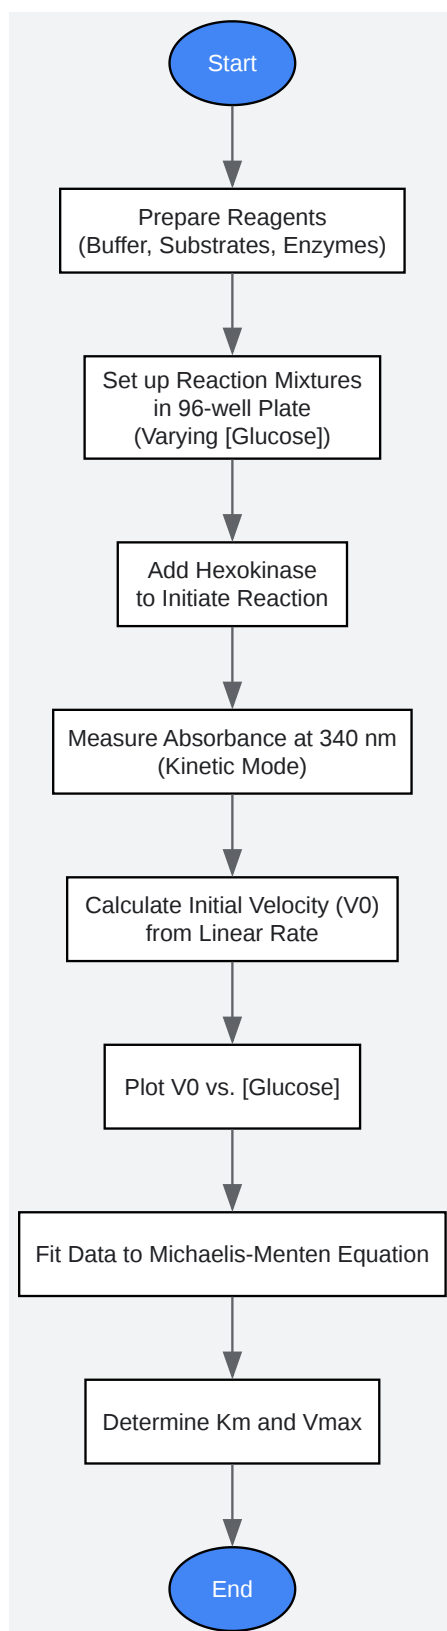 Start
Prepare Reagents
(Buffer, Substrates, Enzymes)
Set up Reaction Mixtures
in 96-well Plate
(Varying [Glucose])
Add Hexokinase
to Initiate Reaction
Measure Absorbance at 340 nm
(Kinetic Mode)
Calculate Initial Velocity (V0)
from Linear Rate
Plot V0 vs. [Glucose]
Fit Data to Michaelis-Menten Equation
Determine Km and Vmax
End